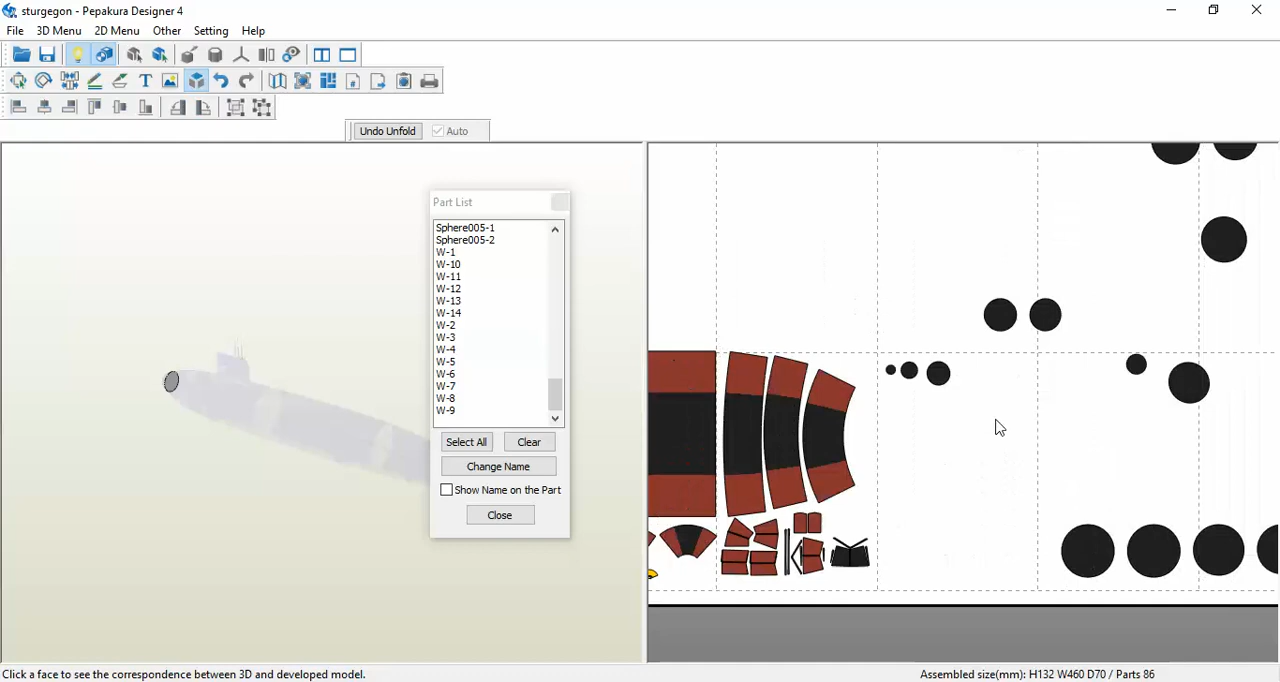 sturgegon - Pepakura Designer 4
File 3D Menu 2D Menu Other Setting Help
Undo Unfold Auto
Part List
Sphere005-1
Sphere005-2
W-1
W-10
W-11
W-12
W-13
W-14
W-2
W-3
W-4
W-5
W-6
W-7
W-8
W-9
Select All Clear
Change Name
Show Name on the Part
Close
Click a face to see the correspondence between 3D and developed model. Assembled size(mm): H132 W460 D70 / Parts 86